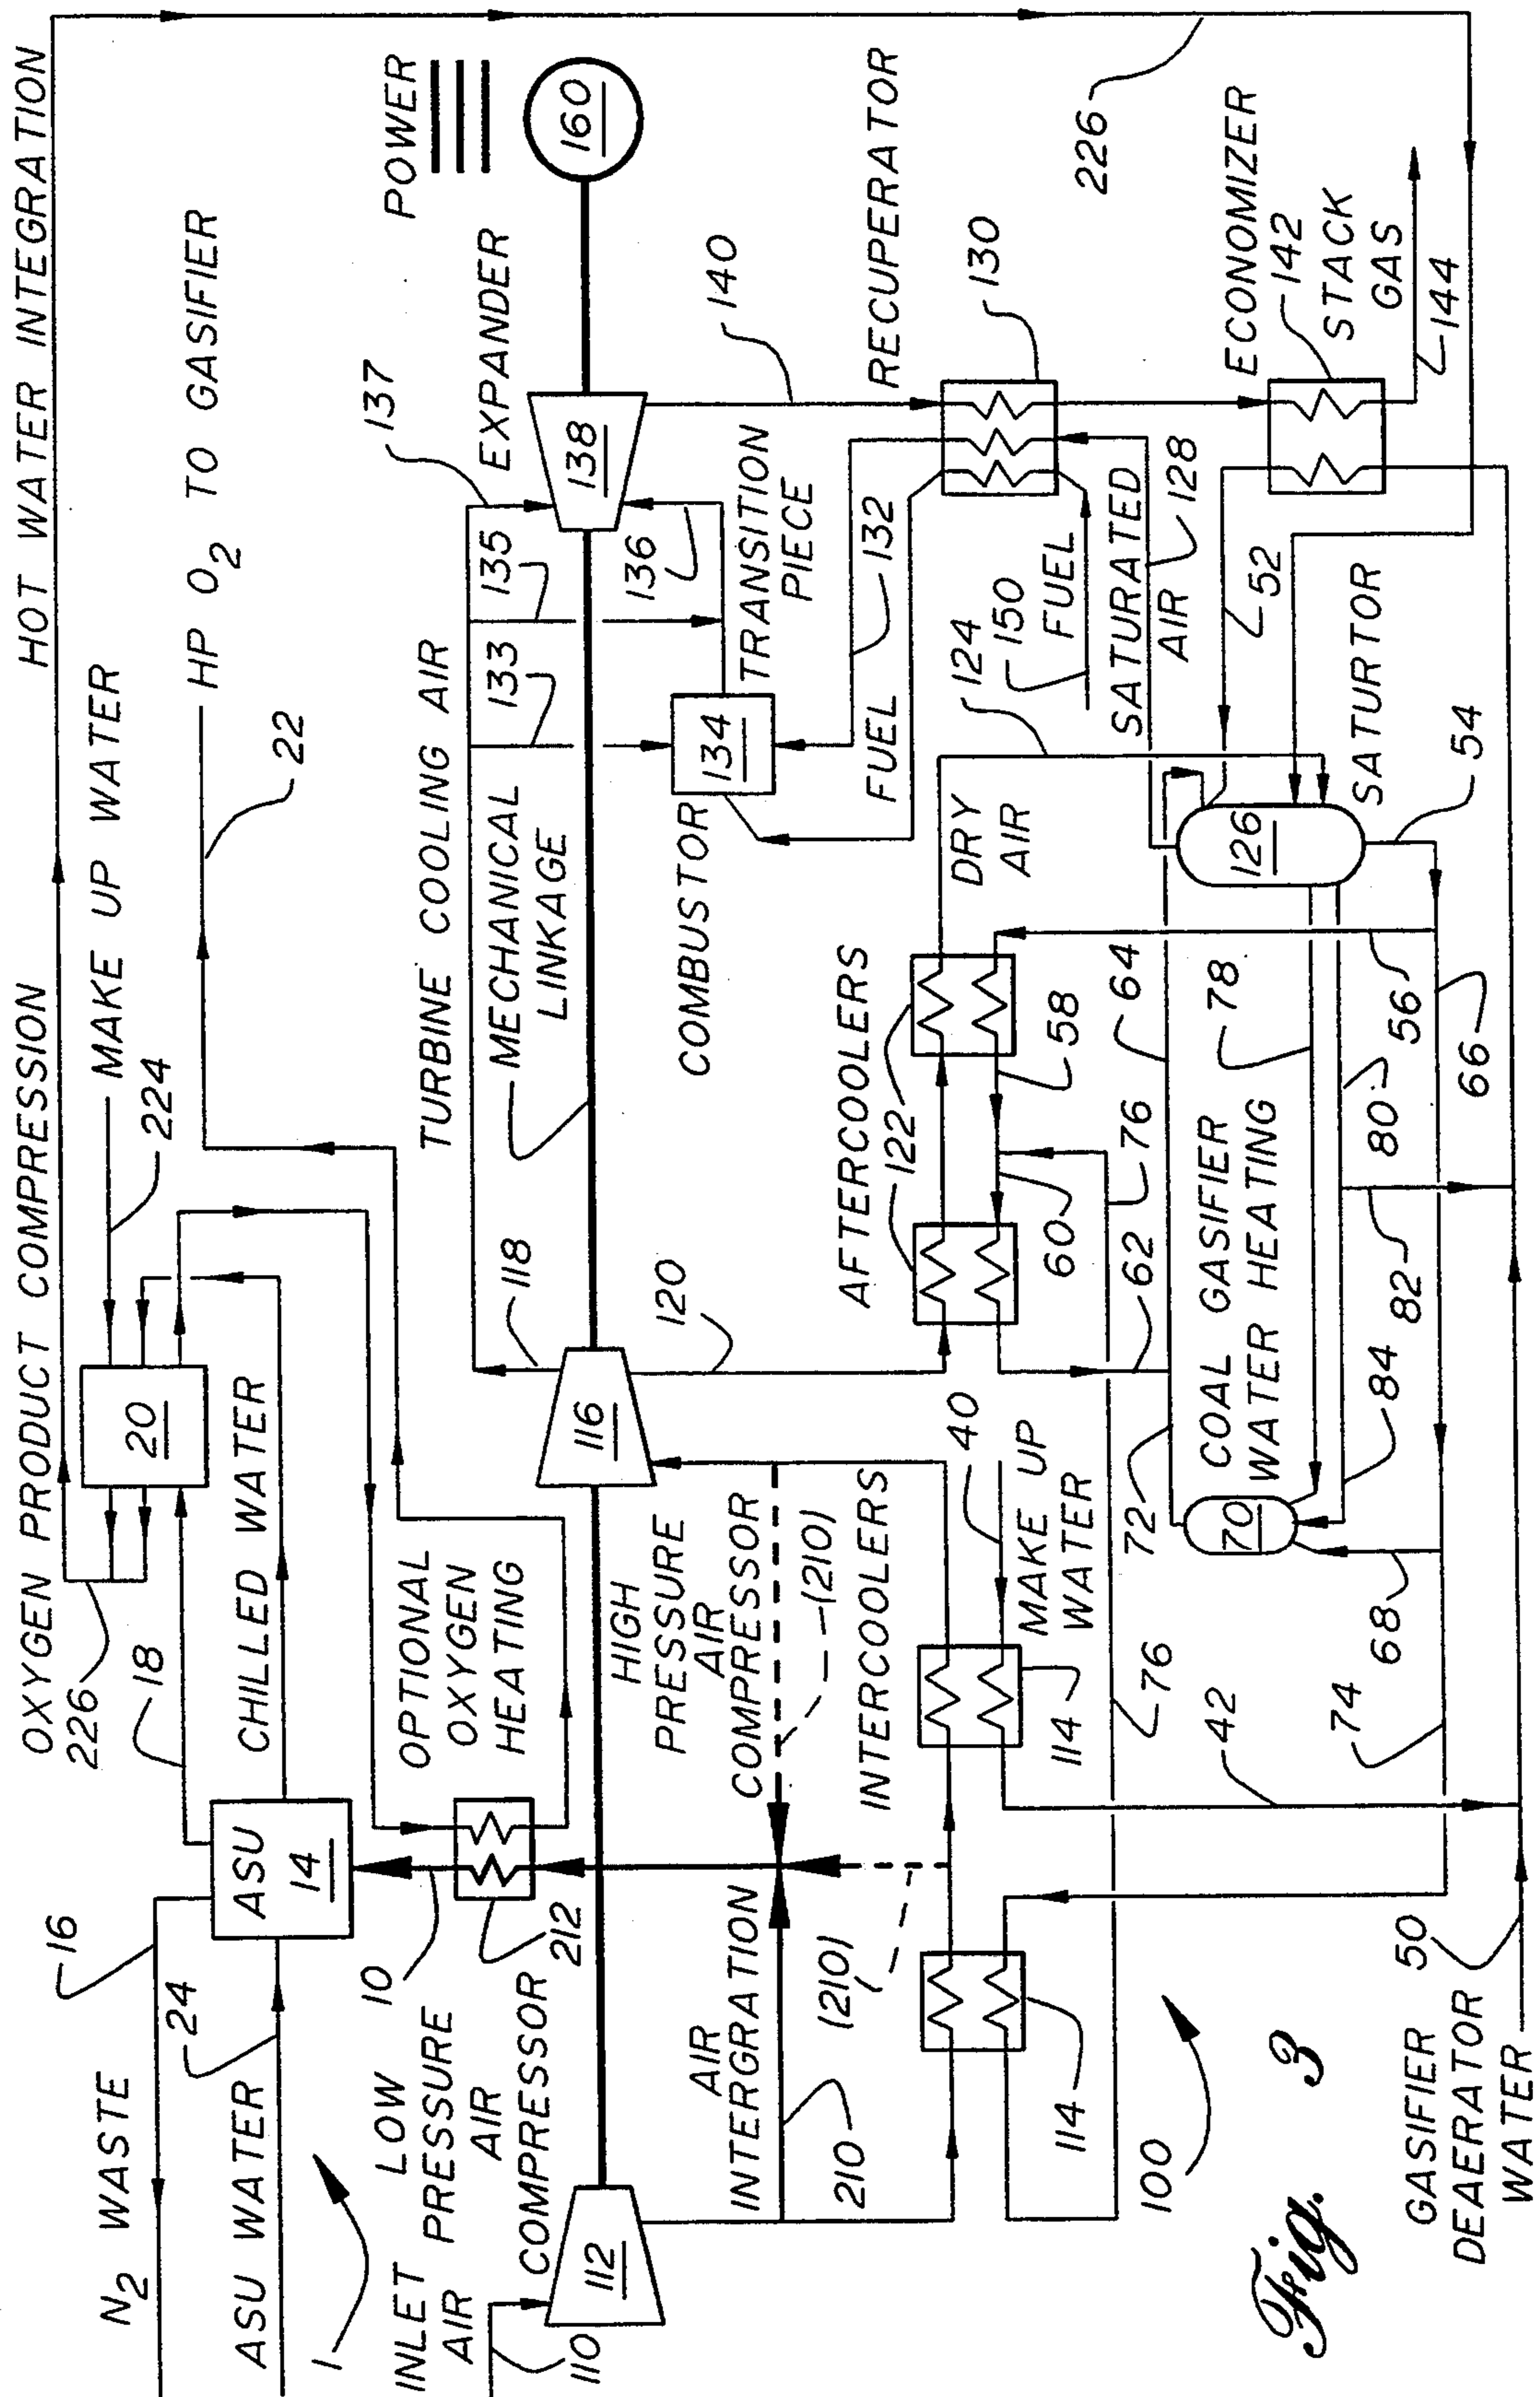 HOT WATER INTEGRATION
OXYGEN PRODUCT COMPRESSION
226
MAKE UP WATER
224
20
18
HP O2 TO GASIFIER
22
CHILLED WATER
N2 WASTE
16
ASU
14
ASU WATER
24
1
10
212
OPTIONAL
OXYGEN
HEATING
INLET
AIR
110
LOW
PRESSURE
AIR
COMPRESSOR
112
HIGH
PRESSURE
AIR
COMPRESSOR
116
118
120
TURBINE COOLING AIR
MECHANICAL
LINKAGE
133
135
137
EXPANDER
138
136
POWER
160
140
TRANSITION
PIECE
COMBUSTOR
134
AIR
INTERGRATION
210
(210)
(210)
INTERCOOLERS
114
114
40
MAKE UP
WATER
42
AFTERCOOLERS
122
58
60
62
76
76
DRY
AIR
124
FUEL
132
150
FUEL
RECUPERATOR
130
SATURATED
AIR
128
226
ECONOMIZER
142
STACK
GAS
144
52
SATURTOR
126
54
56
64
66
COAL GASIFIER
WATER HEATING
78
80
82
84
70
72
68
74
100
50
GASIFIER
DEAERATOR
WATER
Fig. 3